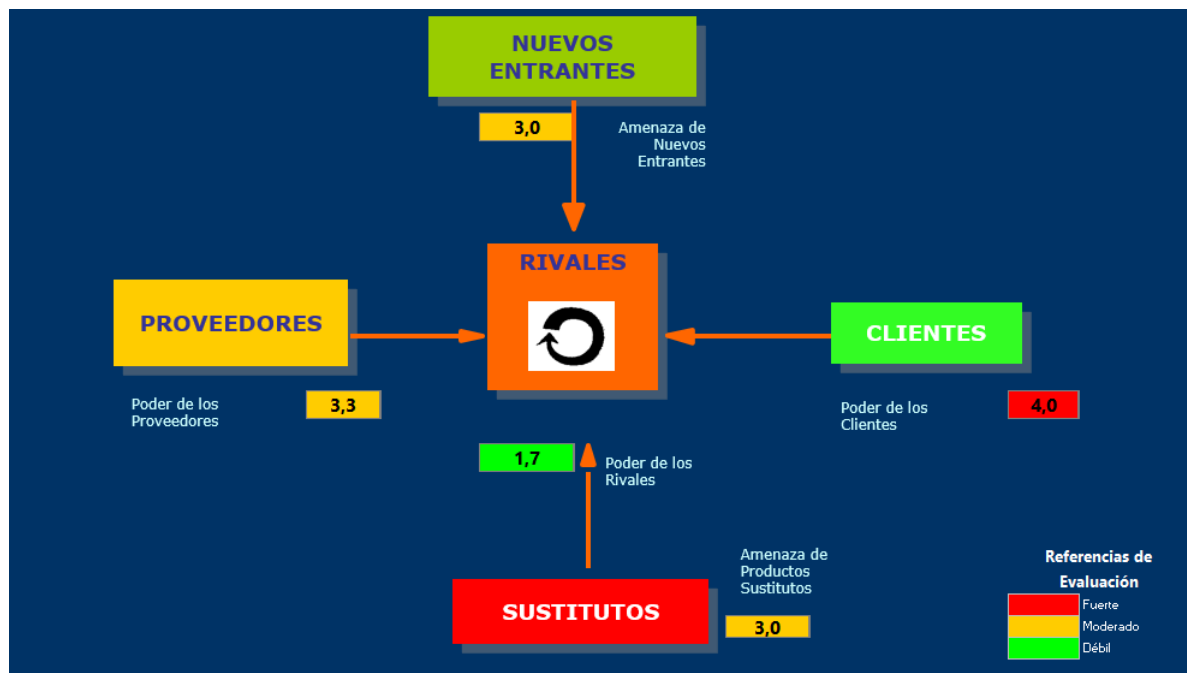 NUEVOS
ENTRANTES
3,0
Amenaza de
Nuevos
Entrantes
RIVALES
PROVEEDORES
CLIENTES
Poder de los
Proveedores
3,3
Poder de los
Clientes
4,0
1,7
Poder de los
Rivales
Amenaza de
Productos
Sustitutos
SUSTITUTOS
3,0
Referencias de
Evaluación
Fuerte
Moderado
Débil